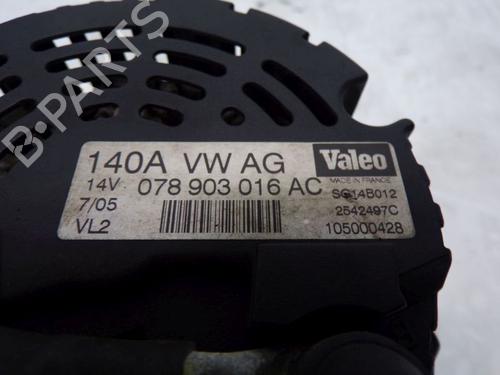 B-PARTS
140A VW AG
Valeo
MADE IN FRANCE
14V 078 903 016 AC
SG14B012
7/05
2542497C
VL2
105000428